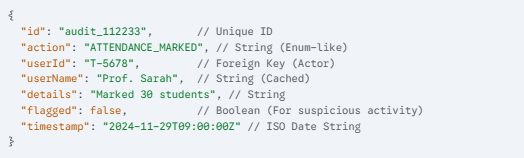 {
  "id": "audit_112233",       // Unique ID
  "action": "ATTENDANCE_MARKED", // String (Enum-like)
  "userId": "T-5678",         // Foreign Key (Actor)
  "userName": "Prof. Sarah",  // String (Cached)
  "details": "Marked 30 students", // String
  "flagged": false,           // Boolean (For suspicious activity)
  "timestamp": "2024-11-29T09:00:00Z" // ISO Date String
}